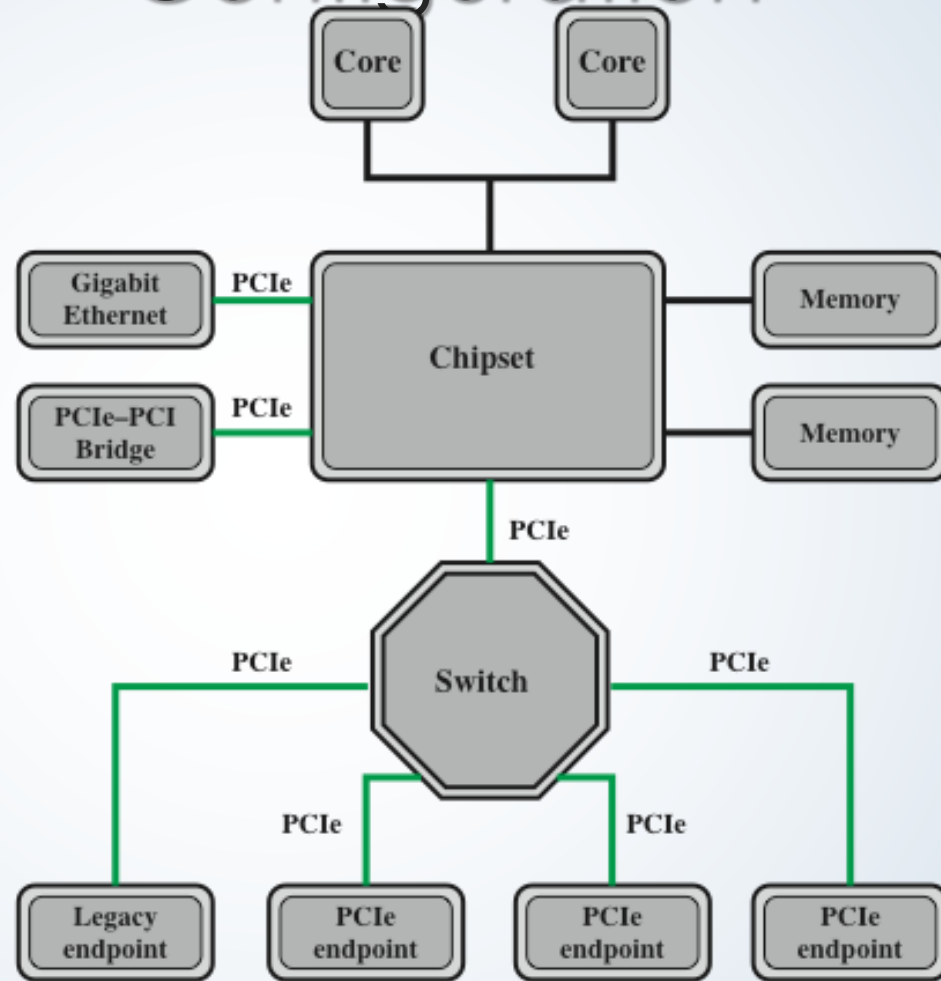 Configuration
Core
Core
Gigabit
Ethernet
PCIe
Chipset
Memory
PCIe–PCI
Bridge
PCIe
Memory
PCIe
PCIe
Switch
PCIe
PCIe
PCIe
Legacy
endpoint
PCIe
endpoint
PCIe
endpoint
PCIe
endpoint